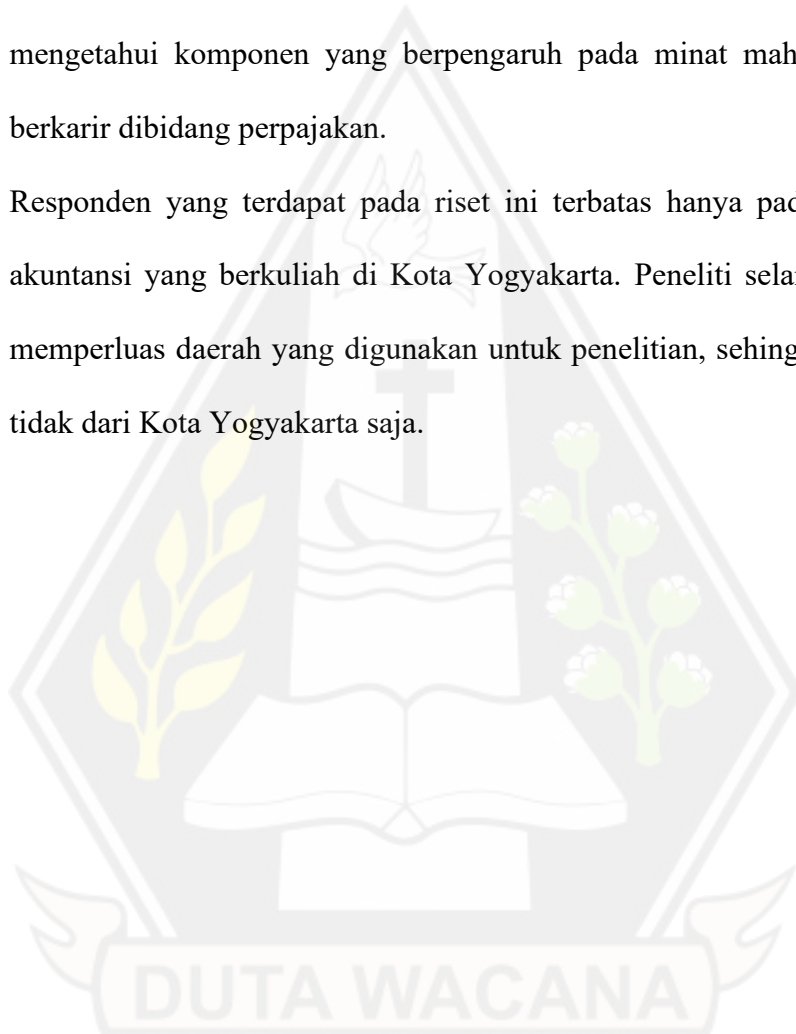 mengetahui komponen yang berpengaruh pada minat mah
berkarir dibidang perpajakan.
Responden yang terdapat pada riset ini terbatas hanya pad
akuntansi yang berkuliah di Kota Yogyakarta. Peneliti sela
memperluas daerah yang digunakan untuk penelitian, sehing
tidak dari Kota Yogyakarta saja.
DUTA WACANA